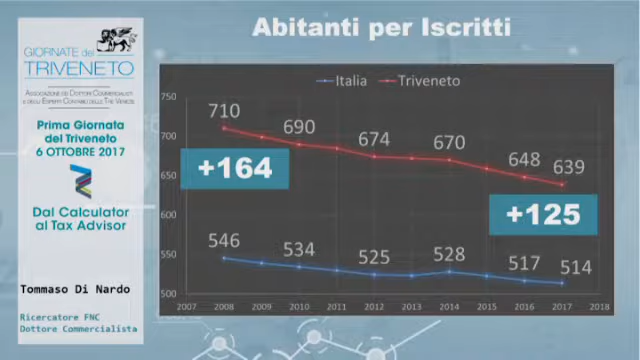 Abitanti per Iscritti
GIORNATE del
TRIVENETO
ASSOCIAZIONE DEI DOTTORI COMMERCIALISTI
E DEGLI ESPERTI CONTABILI DELLE TRE VENEZIE
Prima Giornata
del Triveneto
6 OTTOBRE 2017
Dal Calculator
al Tax Advisor
Tommaso Di Nardo
Ricercatore FNC
Dottore Commercialista
Italia Triveneto
750
700
650
600
550
500
710 690 674 670 648 639
+164
+125
546 534 525 528 517 514
2007 2008 2009 2010 2011 2012 2013 2014 2015 2016 2017 2018